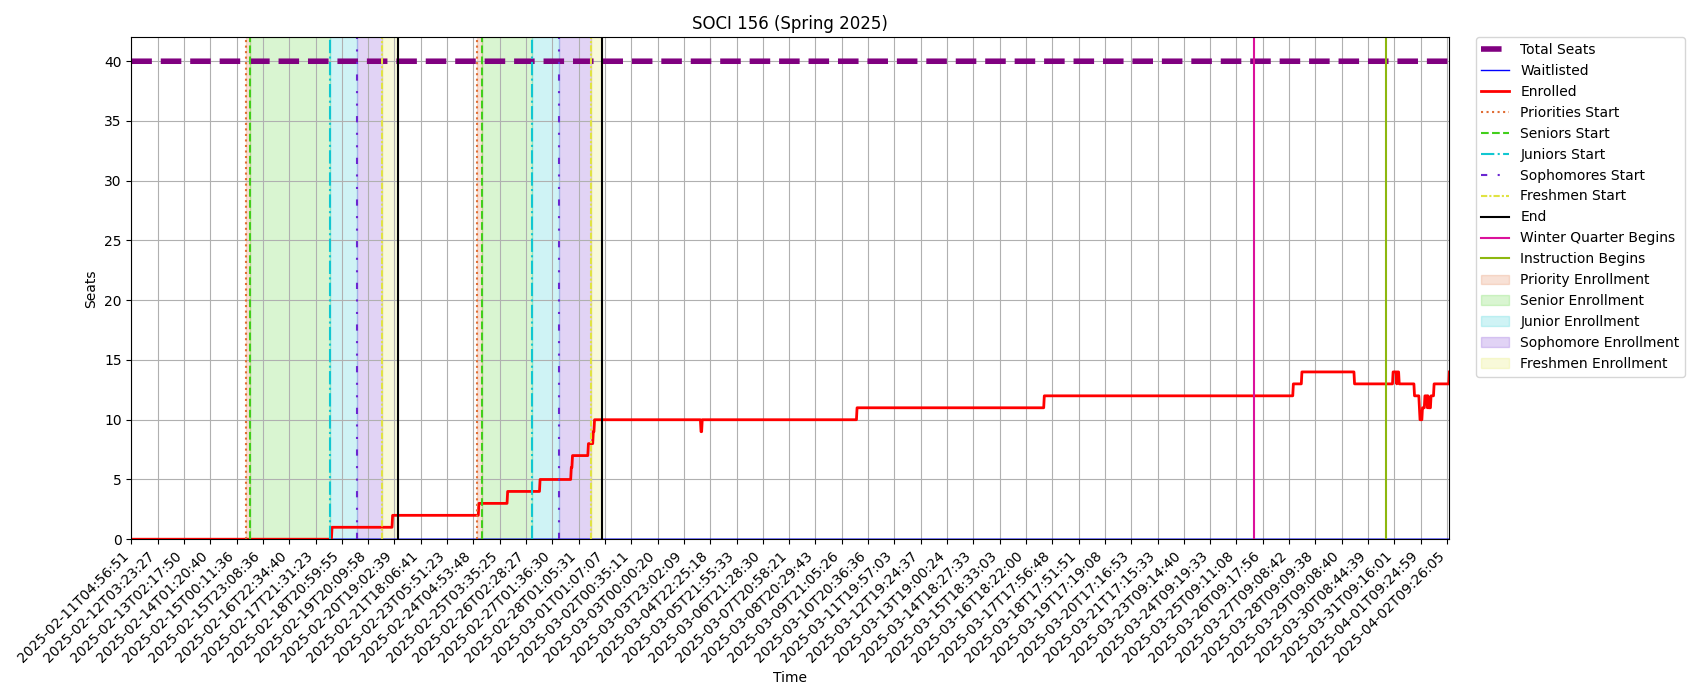 SOCI 156 (Spring 2025)
Seats
40
35
30
25
20
15
10
5
0
2025-02-11T04:56:51
2025-02-12T03:23:27
2025-02-13T02:17:50
2025-02-14T01:20:40
2025-02-15T00:11:36
2025-02-15T23:08:36
2025-02-16T22:34:40
2025-02-17T21:31:23
2025-02-18T20:59:55
2025-02-19T20:09:58
2025-02-20T19:02:39
2025-02-21T18:06:41
2025-02-23T05:51:23
2025-02-24T04:53:48
2025-02-25T03:35:25
2025-02-26T02:28:27
2025-02-27T01:36:30
2025-02-28T01:05:31
2025-03-01T01:07:07
2025-03-02T00:35:11
2025-03-03T00:00:20
2025-03-03T23:02:09
2025-03-04T22:25:18
2025-03-05T21:55:33
2025-03-06T21:28:30
2025-03-07T20:58:21
2025-03-08T20:29:43
2025-03-09T21:05:26
2025-03-10T20:36:36
2025-03-11T19:57:03
2025-03-12T19:24:37
2025-03-13T19:00:24
2025-03-14T18:27:33
2025-03-15T18:33:03
2025-03-16T18:22:00
2025-03-17T17:56:48
2025-03-18T17:51:51
2025-03-19T17:19:08
2025-03-20T17:16:53
2025-03-21T17:15:33
2025-03-23T09:14:40
2025-03-24T09:19:33
2025-03-25T09:11:08
2025-03-26T09:17:56
2025-03-27T09:08:42
2025-03-28T09:09:38
2025-03-29T09:08:40
2025-03-30T08:44:39
2025-03-31T09:16:01
2025-04-01T09:24:59
2025-04-02T09:26:05
Time
Total Seats
Waitlisted
Enrolled
Priorities Start
Seniors Start
Juniors Start
Sophomores Start
Freshmen Start
End
Winter Quarter Begins
Instruction Begins
Priority Enrollment
Senior Enrollment
Junior Enrollment
Sophomore Enrollment
Freshmen Enrollment